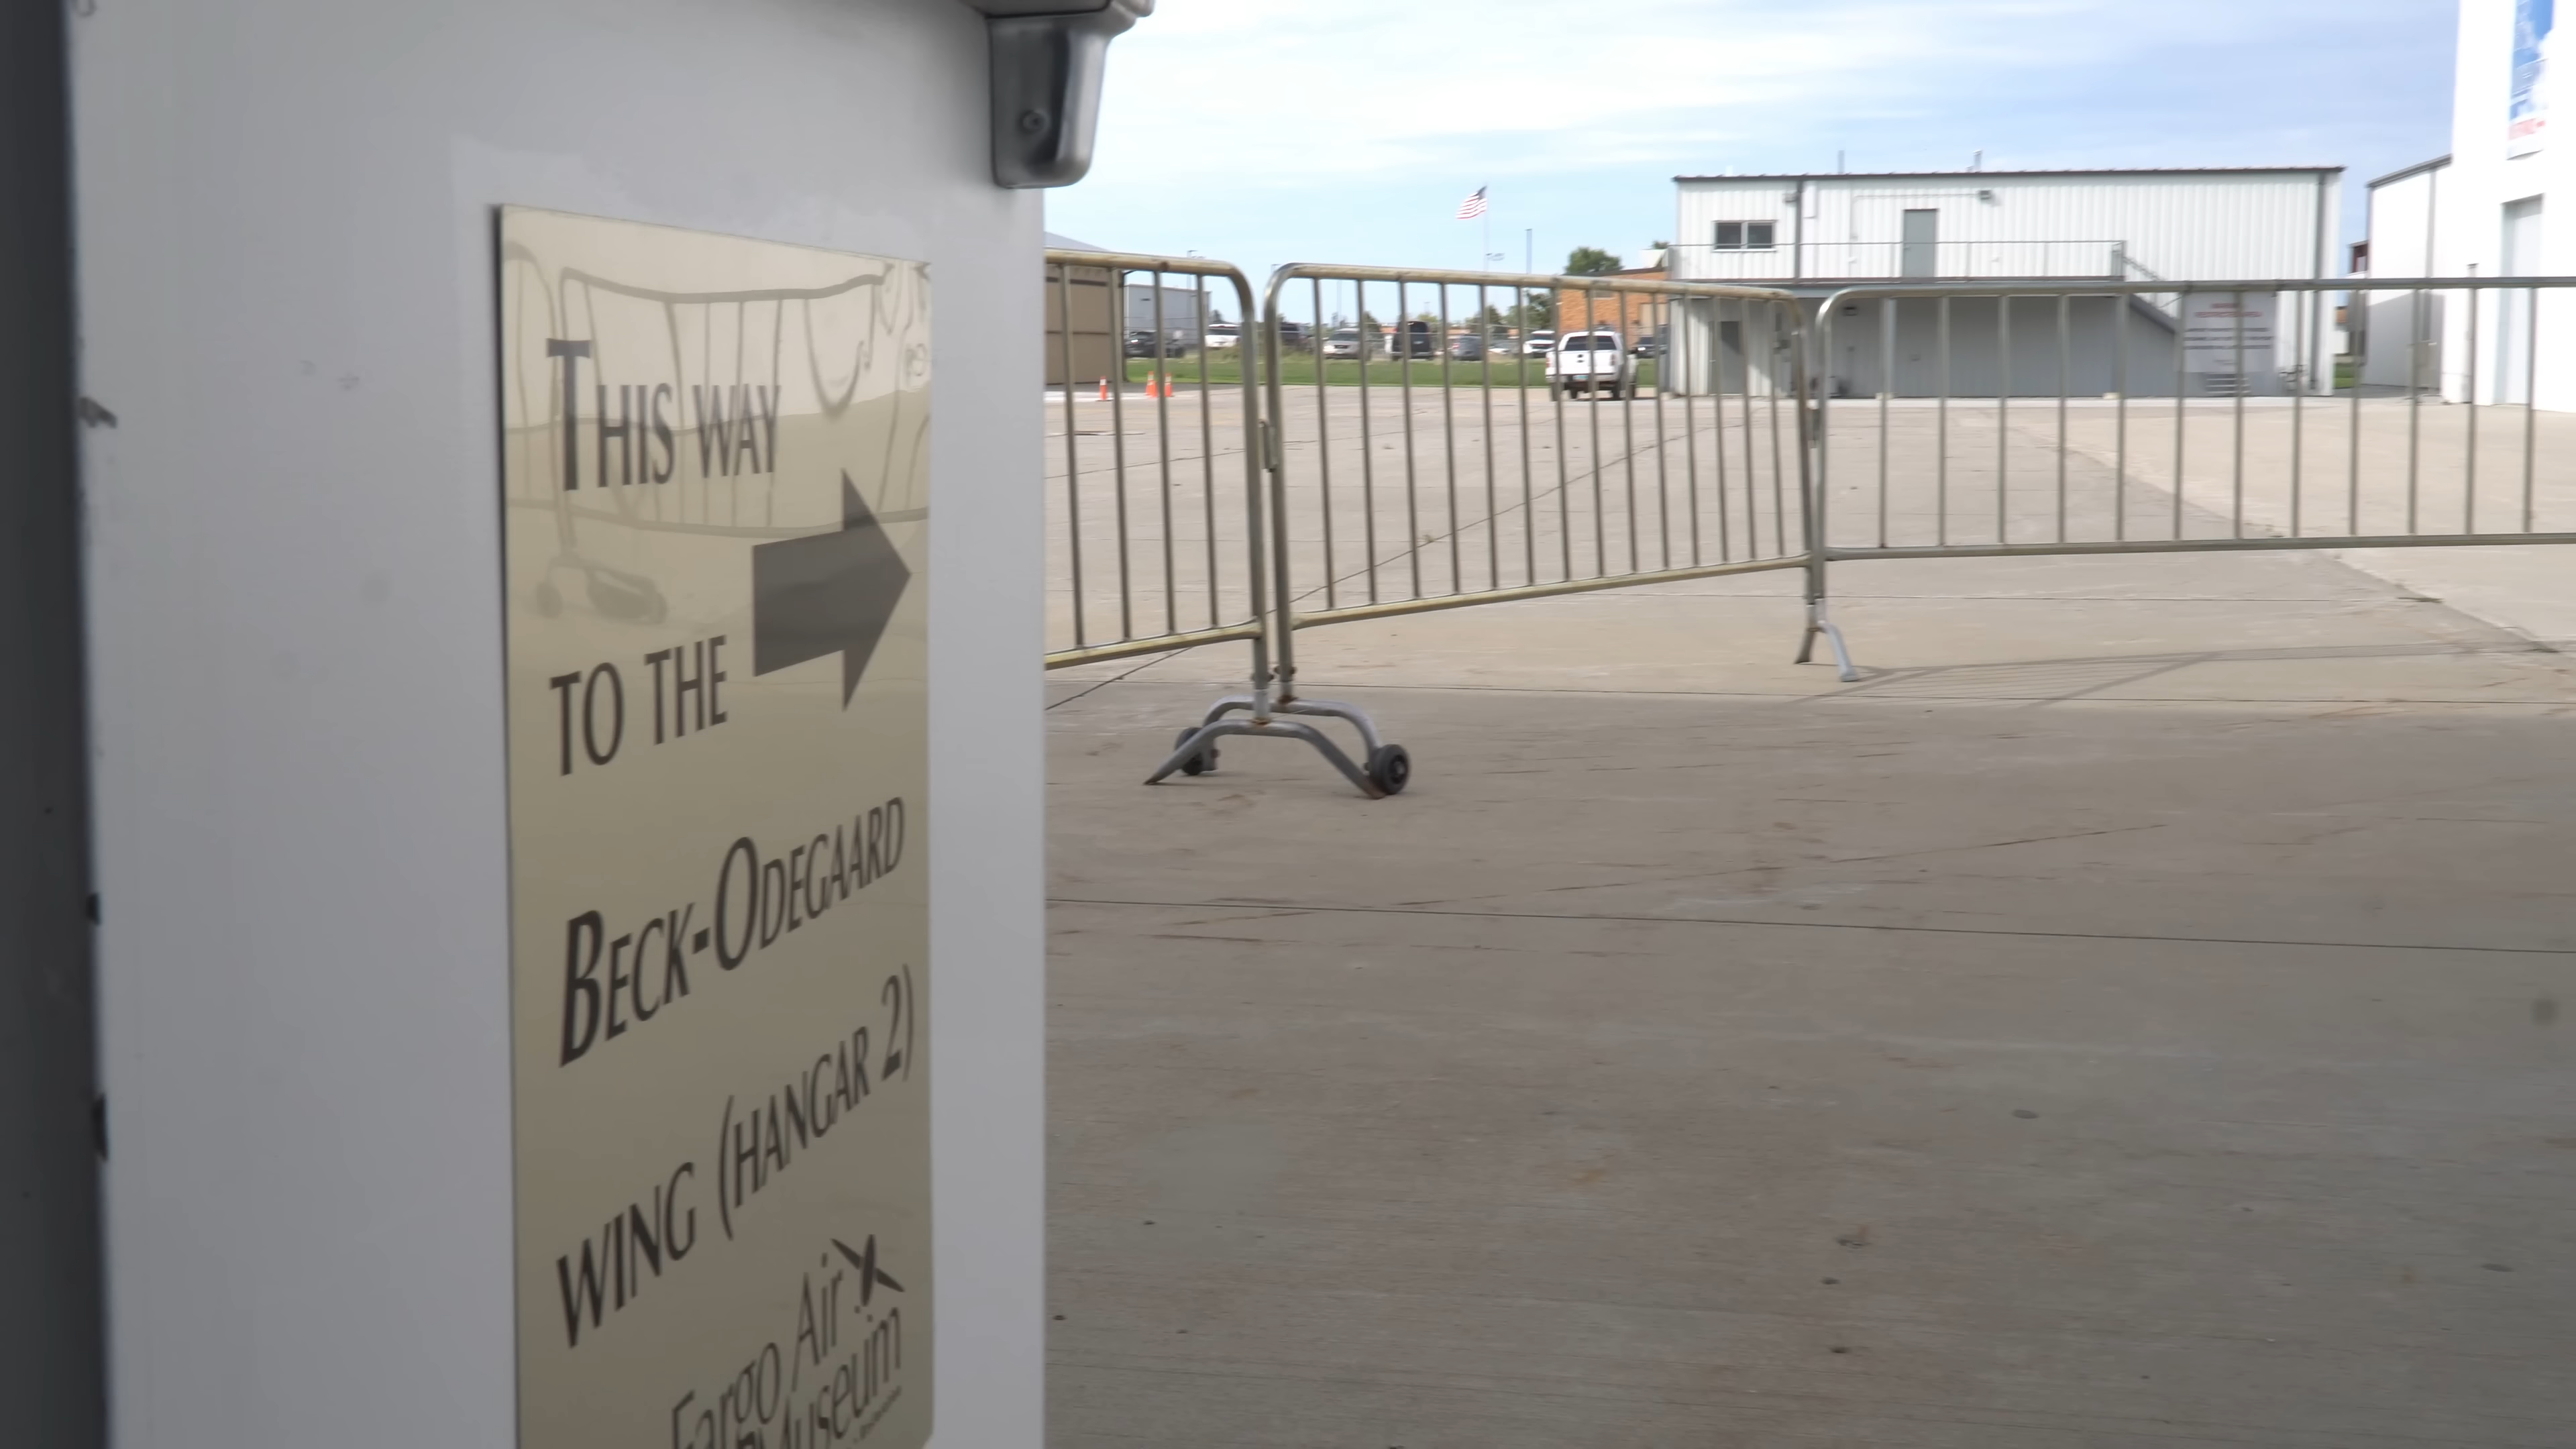 THIS WAY
TO THE
BECK-ODEGAARD
WING (HANGAR 2)
Fargo Air
Museum